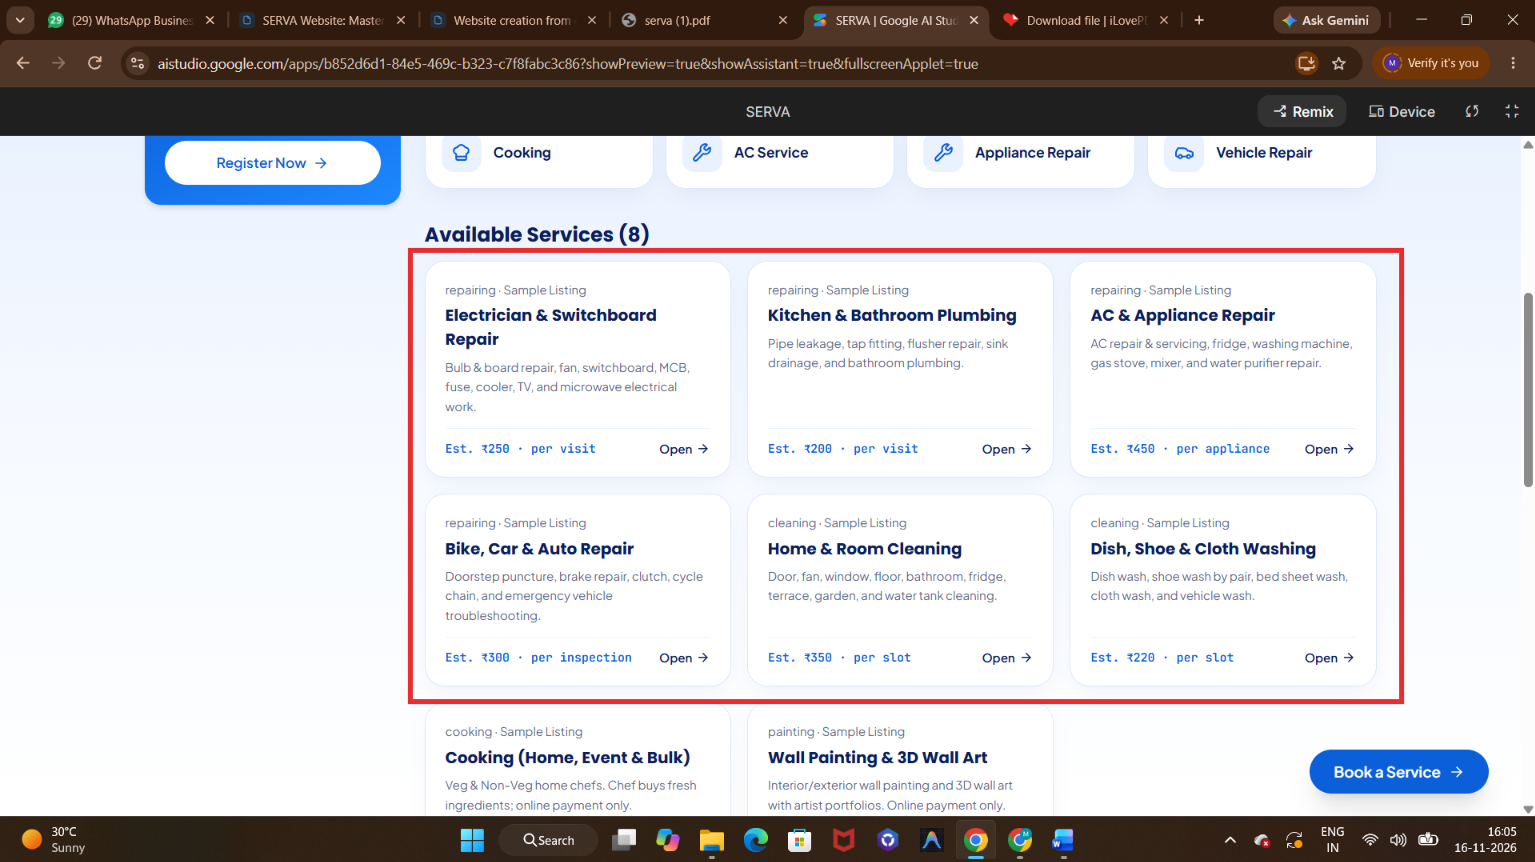 29
(29) WhatsApp Busines
SERVA Website: Master
Website creation from
serva (1).pdf
SERVA | Google AI Stud
Download file | iLovePD
Ask Gemini
aistudio.google.com/apps/b852d6d1-84e5-469c-b323-c7f8fabc3c86?showPreview=true&showAssistant=true&fullscreenApplet=true
M
Verify it's you
SERVA
Remix
Device
Register Now →
Cooking
AC Service
Appliance Repair
Vehicle Repair
Available Services (8)
repairing · Sample Listing
Electrician & Switchboard
Repair
Bulb & board repair, fan, switchboard, MCB,
fuse, cooler, TV, and microwave electrical
work.
Est. ₹250 · per visit
Open →
repairing · Sample Listing
Kitchen & Bathroom Plumbing
Pipe leakage, tap fitting, flusher repair, sink
drainage, and bathroom plumbing.
Est. ₹200 · per visit
Open →
repairing · Sample Listing
AC & Appliance Repair
AC repair & servicing, fridge, washing machine,
gas stove, mixer, and water purifier repair.
Est. ₹450 · per appliance
Open →
repairing · Sample Listing
Bike, Car & Auto Repair
Doorstep puncture, brake repair, clutch, cycle
chain, and emergency vehicle
troubleshooting.
Est. ₹300 · per inspection
Open →
cleaning · Sample Listing
Home & Room Cleaning
Door, fan, window, floor, bathroom, fridge,
terrace, garden, and water tank cleaning.
Est. ₹350 · per slot
Open →
cleaning · Sample Listing
Dish, Shoe & Cloth Washing
Dish wash, shoe wash by pair, bed sheet wash,
cloth wash, and vehicle wash.
Est. ₹220 · per slot
Open →
cooking · Sample Listing
Cooking (Home, Event & Bulk)
Veg & Non-Veg home chefs. Chef buys fresh
ingredients; online payment only.
painting · Sample Listing
Wall Painting & 3D Wall Art
Interior/exterior wall painting and 3D wall art
with artist portfolios. Online payment only.
Book a Service →
30°C
Sunny
Search
ENG
IN
16:05
16-11-2026